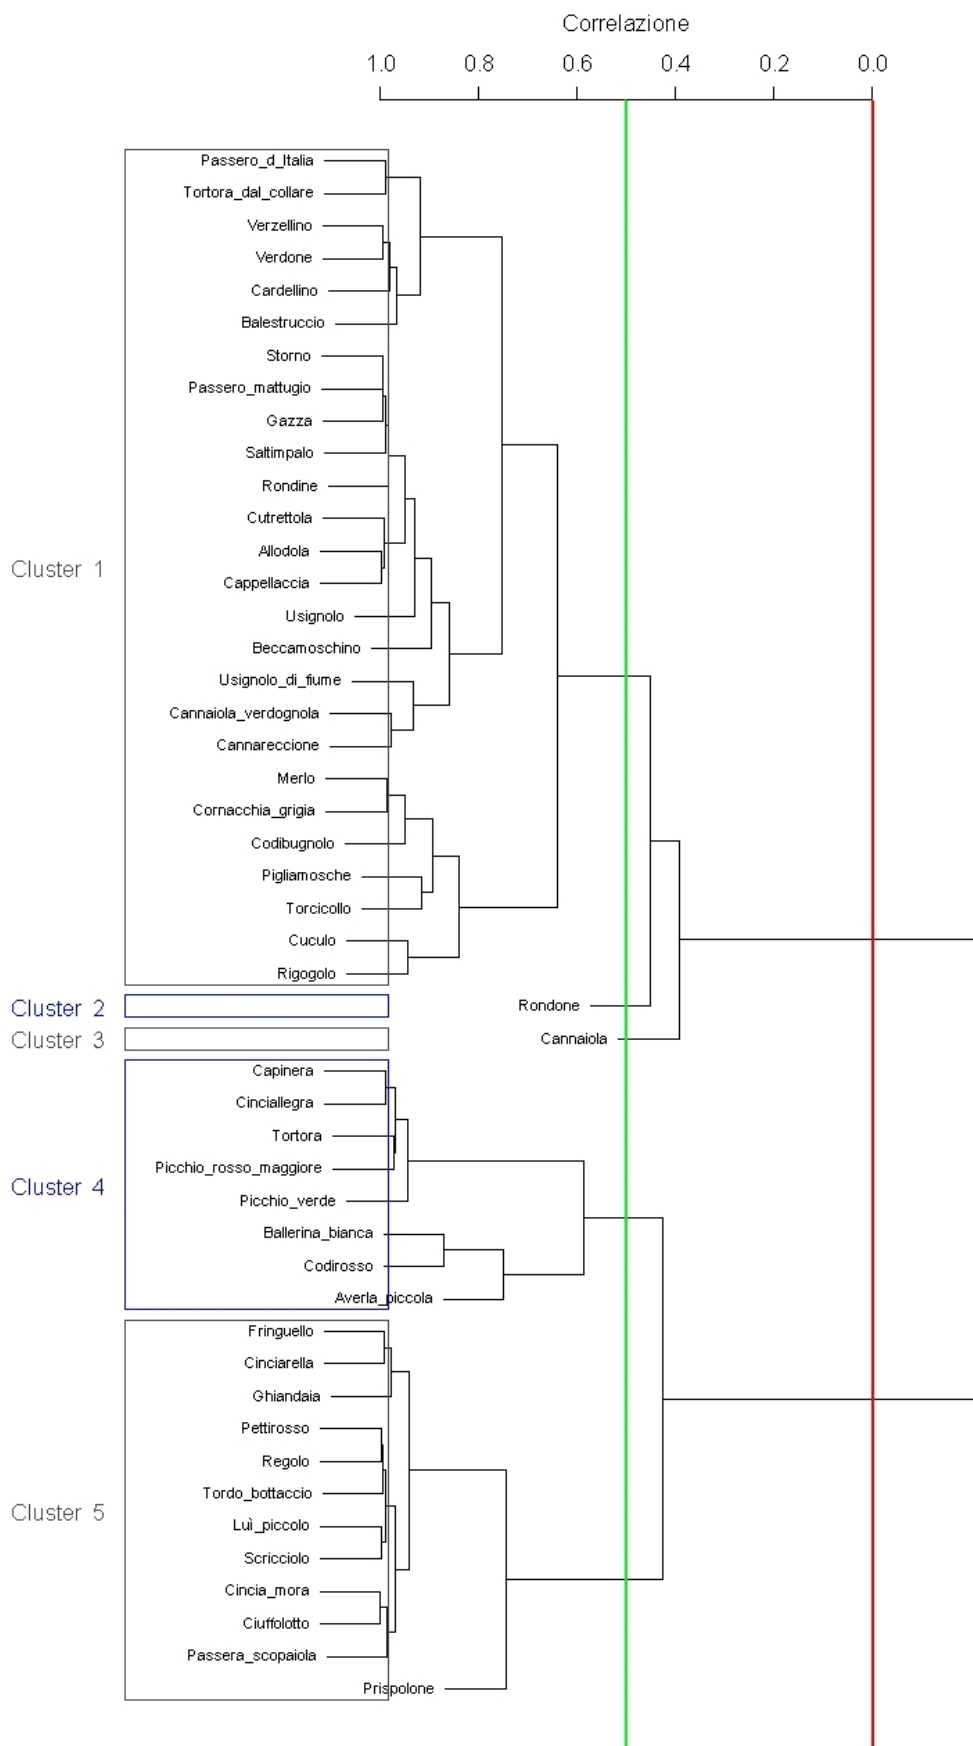 Correlazione
1.0 0.8 0.6 0.4 0.2 0.0
Passero_d_Italia
Tortora_dal_collare
Verzellino
Verdone
Cardellino
Balestruccio
Storno
Passero_mattugio
Gazza
Saltimpalo
Rondine
Cutrettola
Allodola
Cluster 1
Cappellaccia
Usignolo
Beccamoschino
Usignolo_di_fiume
Cannaiola_verdognola
Cannareccione
Merlo
Cornacchia_grigia
Codibugnolo
Pigliamosche
Torcicollo
Cuculo
Rigogolo
Cluster 2
Rondone
Cluster 3
Cannaiola
Capinera
Cinciallegra
Tortora
Picchio_rosso_maggiore
Cluster 4
Picchio_verde
Ballerina_bianca
Codirosso
Averla_piccola
Fringuello
Cinciarella
Ghiandaia
Pettirosso
Regolo
Tordo_bottaccio
Cluster 5
Luì_piccolo
Scricciolo
Cincia_mora
Ciuffolotto
Passera_scopaiola
Prispolone